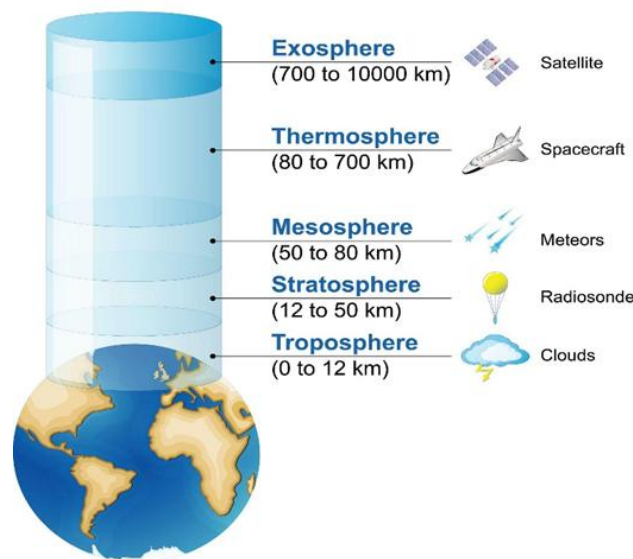 Exosphere
(700 to 10000 km)
Satellite
Thermosphere
(80 to 700 km)
Spacecraft
Mesosphere
(50 to 80 km)
Meteors
Stratosphere
(12 to 50 km)
Radiosonde
Troposphere
(0 to 12 km)
Clouds